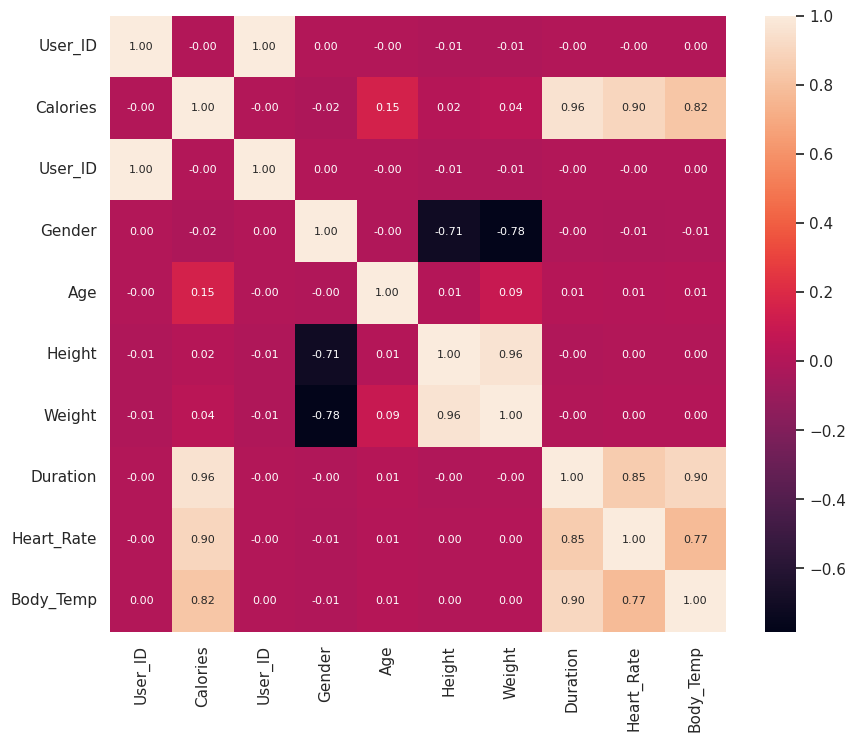 User_ID 1.00 -0.00 1.00 0.00 -0.00 -0.01 -0.01 -0.00 -0.00 0.00
Calories -0.00 1.00 -0.00 -0.02 0.15 0.02 0.04 0.96 0.90 0.82
User_ID 1.00 -0.00 1.00 0.00 -0.00 -0.01 -0.01 -0.00 -0.00 0.00
Gender 0.00 -0.02 0.00 1.00 -0.00 -0.71 -0.78 -0.00 -0.01 -0.01
Age -0.00 0.15 -0.00 -0.00 1.00 0.01 0.09 0.01 0.01 0.01
Height -0.01 0.02 -0.01 -0.71 0.01 1.00 0.96 -0.00 0.00 0.00
Weight -0.01 0.04 -0.01 -0.78 0.09 0.96 1.00 -0.00 0.00 0.00
Duration -0.00 0.96 -0.00 -0.00 0.01 -0.00 -0.00 1.00 0.85 0.90
Heart_Rate -0.00 0.90 -0.00 -0.01 0.01 0.00 0.00 0.85 1.00 0.77
Body_Temp 0.00 0.82 0.00 -0.01 0.01 0.00 0.00 0.90 0.77 1.00
User_ID Calories User_ID Gender Age Height Weight Duration Heart_Rate Body_Temp
1.0
0.8
0.6
0.4
0.2
0.0
−0.2
−0.4
−0.6